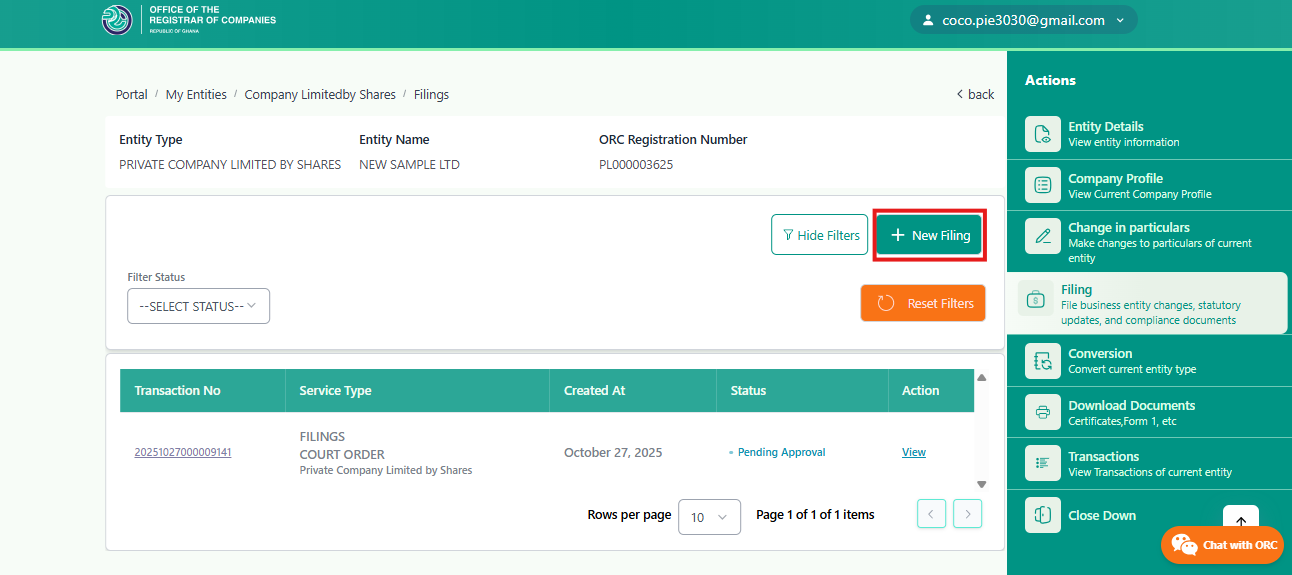 OFFICE OF THE
REGISTRAR OF COMPANIES
REPUBLIC OF GHANA
coco.pie3030@gmail.com
Portal / My Entities / Company Limitedby Shares / Filings
back
Entity Type
Entity Name
ORC Registration Number
PRIVATE COMPANY LIMITED BY SHARES
NEW SAMPLE LTD
PL000003625
Hide Filters
+ New Filing
Filter Status
--SELECT STATUS--
Reset Filters
Transaction No
Service Type
Created At
Status
Action
20251027000009141
FILINGS
COURT ORDER
Private Company Limited by Shares
October 27, 2025
Pending Approval
View
Rows per page
10
Page 1 of 1 of 1 items
Actions
Entity Details
View entity information
Company Profile
View Current Company Profile
Change in particulars
Make changes to particulars of current
entity
Filing
File business entity changes, statutory
updates, and compliance documents
Conversion
Convert current entity type
Download Documents
Certificates,Form 1, etc
Transactions
View Transactions of current entity
Close Down
Chat with ORC